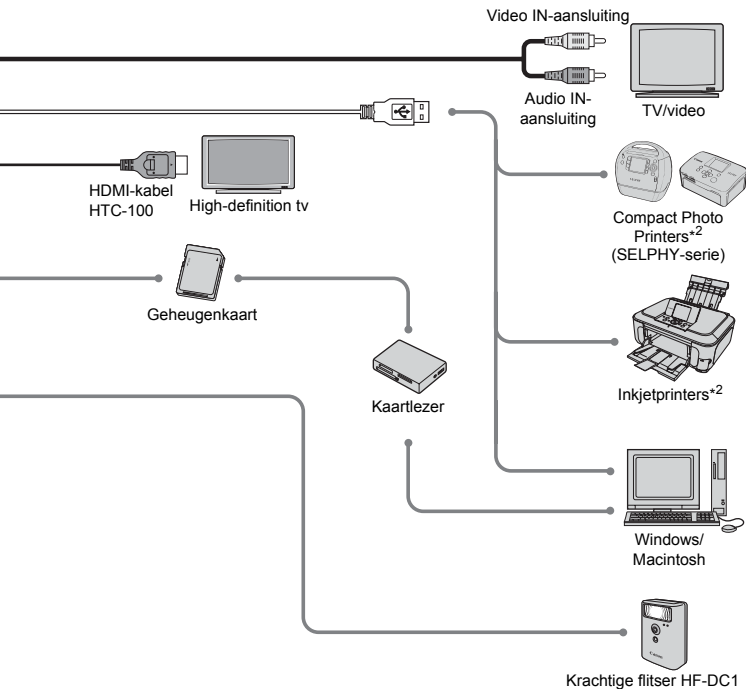 Video IN-aansluiting
Audio IN-
aansluiting
TV/video
HDMI-kabel
HTC-100
High-definition tv
Compact Photo
Printers*2
(SELPHY-serie)
Geheugenkaart
Inkjetprinters*2
Kaartlezer
Windows/
Macintosh
Canon
Krachtige flitser HF-DC1